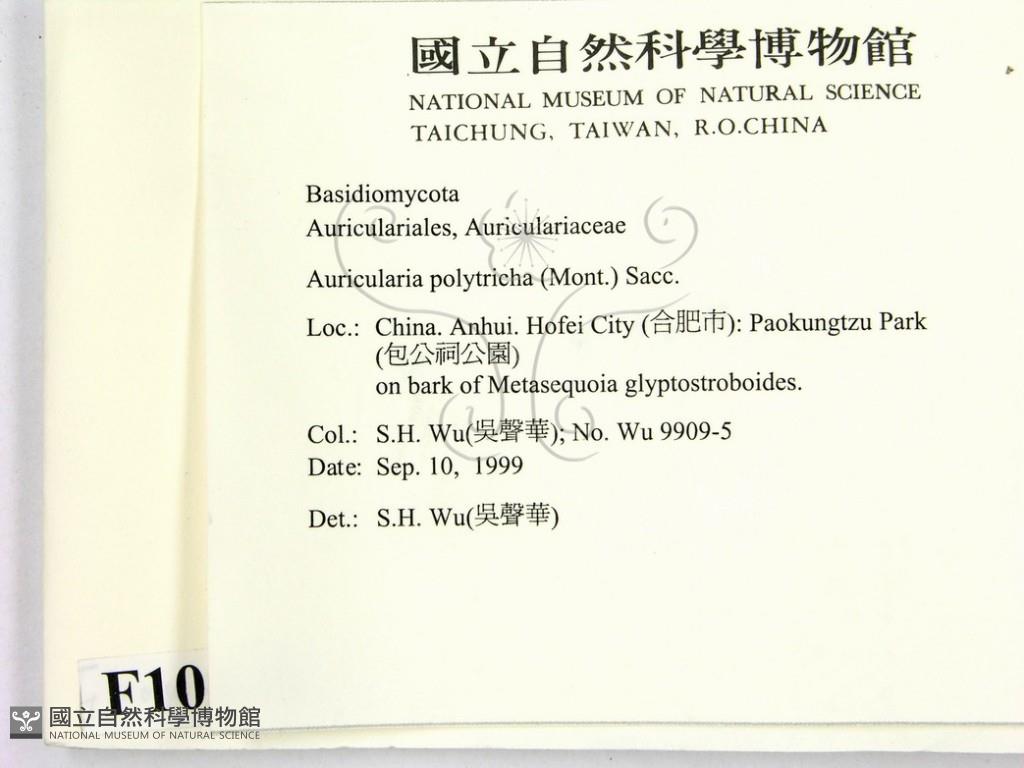 國立自然科學博物館
NATIONAL MUSEUM OF NATURAL SCIENCE
TAICHUNG, TAIWAN, R.O.CHINA
Basidiomycota
Auriculariales, Auriculariaceae
Auricularia polytricha (Mont.) Sacc.
Loc.: China. Anhui. Hofei City (合肥市): Paokungtzu Park
(包公祠公園)
on bark of Metasequoia glyptostroboides.
Col.: S.H. Wu(吳聲華); No. Wu 9909-5
Date: Sep. 10, 1999
Det.: S.H. Wu(吳聲華)
F10
國立自然科學博物館
NATIONAL MUSEUM OF NATURAL SCIENCE